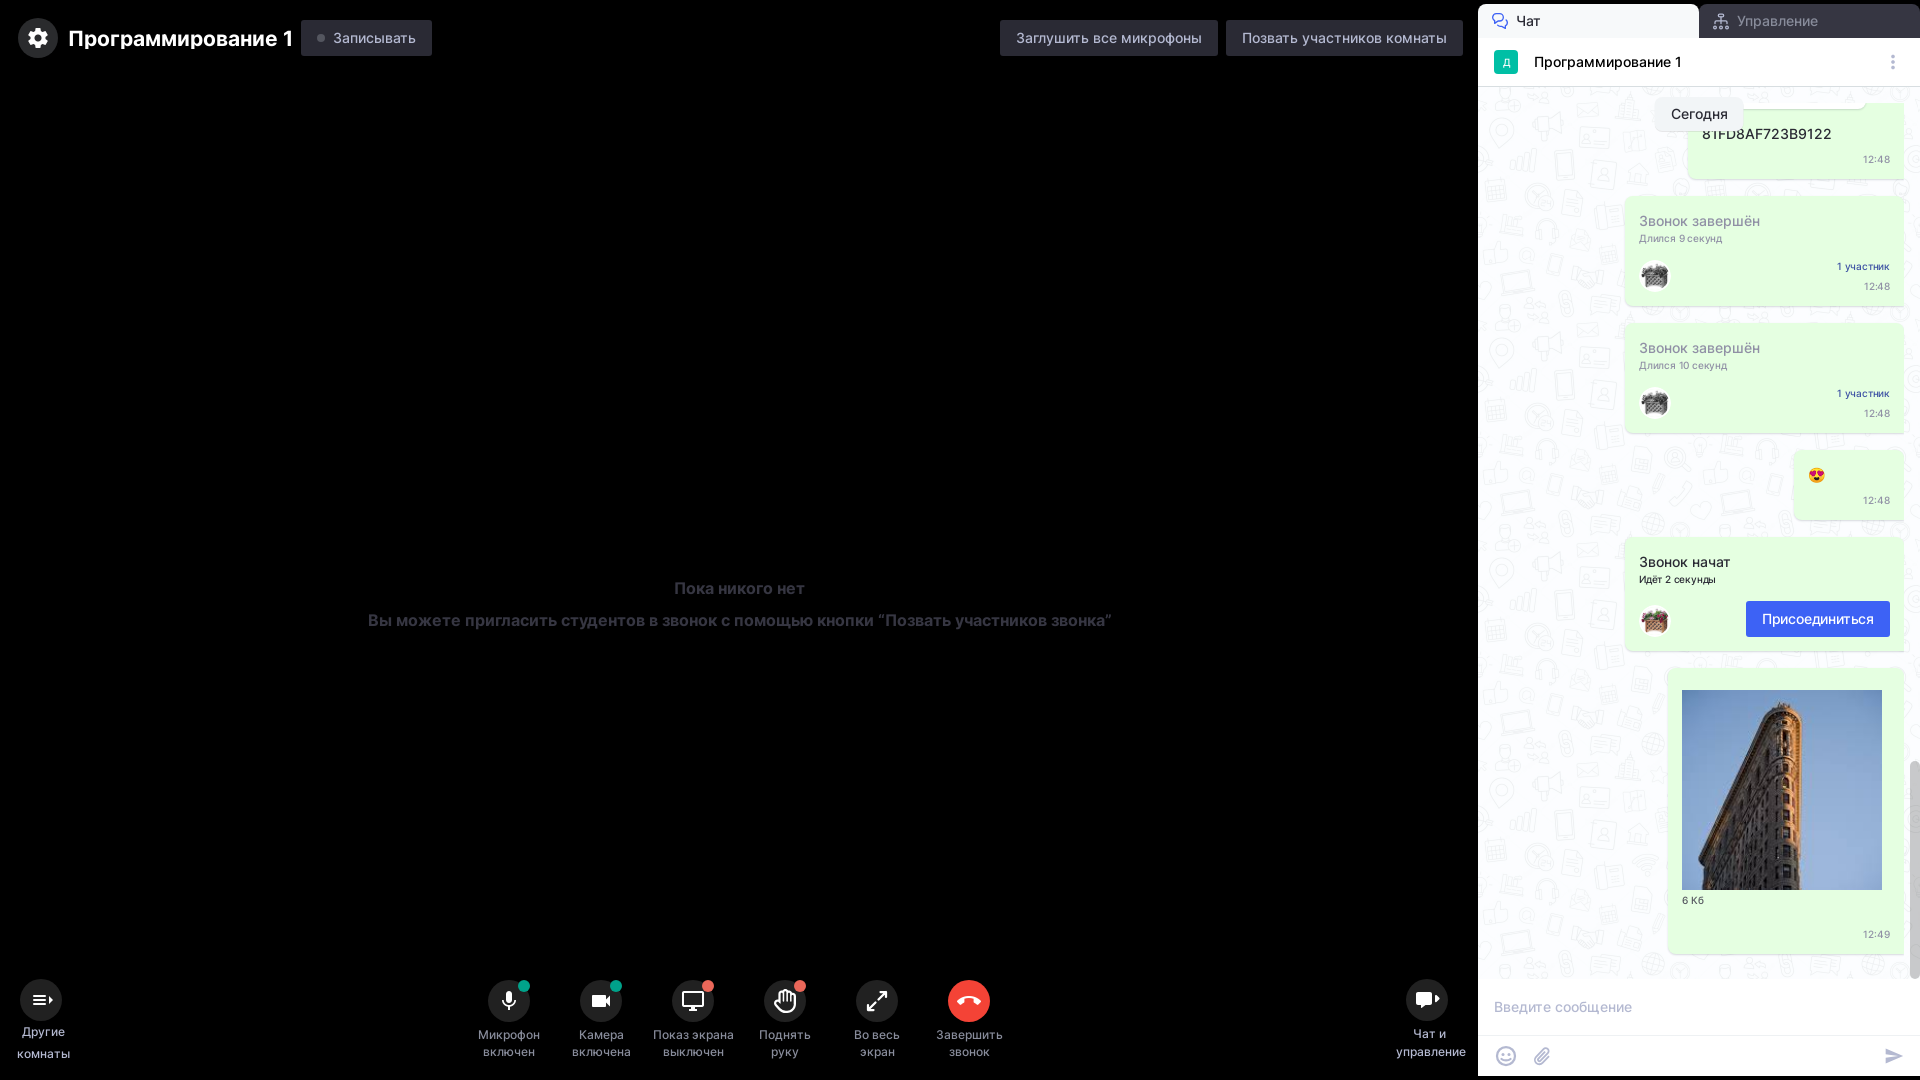 Программирование 1
Записывать
Заглушить все микрофоны
Позвать участников комнаты
Пока никого нет
Вы можете пригласить студентов в звонок с помощью кнопки “Позвать участников звонка”
Другие
комнаты
Микрофон
включен
Камера
включена
Показ экрана
выключен
Поднять
руку
Во весь
экран
Завершить
звонок
Чат и
управление
Чат
Управление
Д
Программирование 1
Сегодня
81FD8AF723B9122
12:48
Звонок завершён
Длился 9 секунд
1 участник
12:48
Звонок завершён
Длился 10 секунд
1 участник
12:48
😍
12:48
Звонок начат
Идёт 2 секунды
Присоединиться
6 Кб
12:49
Введите сообщение